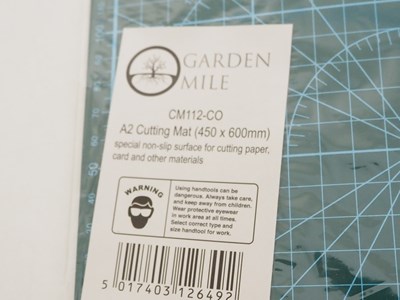 GARDEN
MILE
CM112-CO
A2 Cutting Mat (450 x 600mm)
special non-slip surface for cutting paper,
card and other materials
WARNING
Using handtools can be
dangerous. Always take care,
and keep away from children.
Wear protective eyewear
in work area at all times.
Select correct type and
size handtool for work.
5 017403 126492